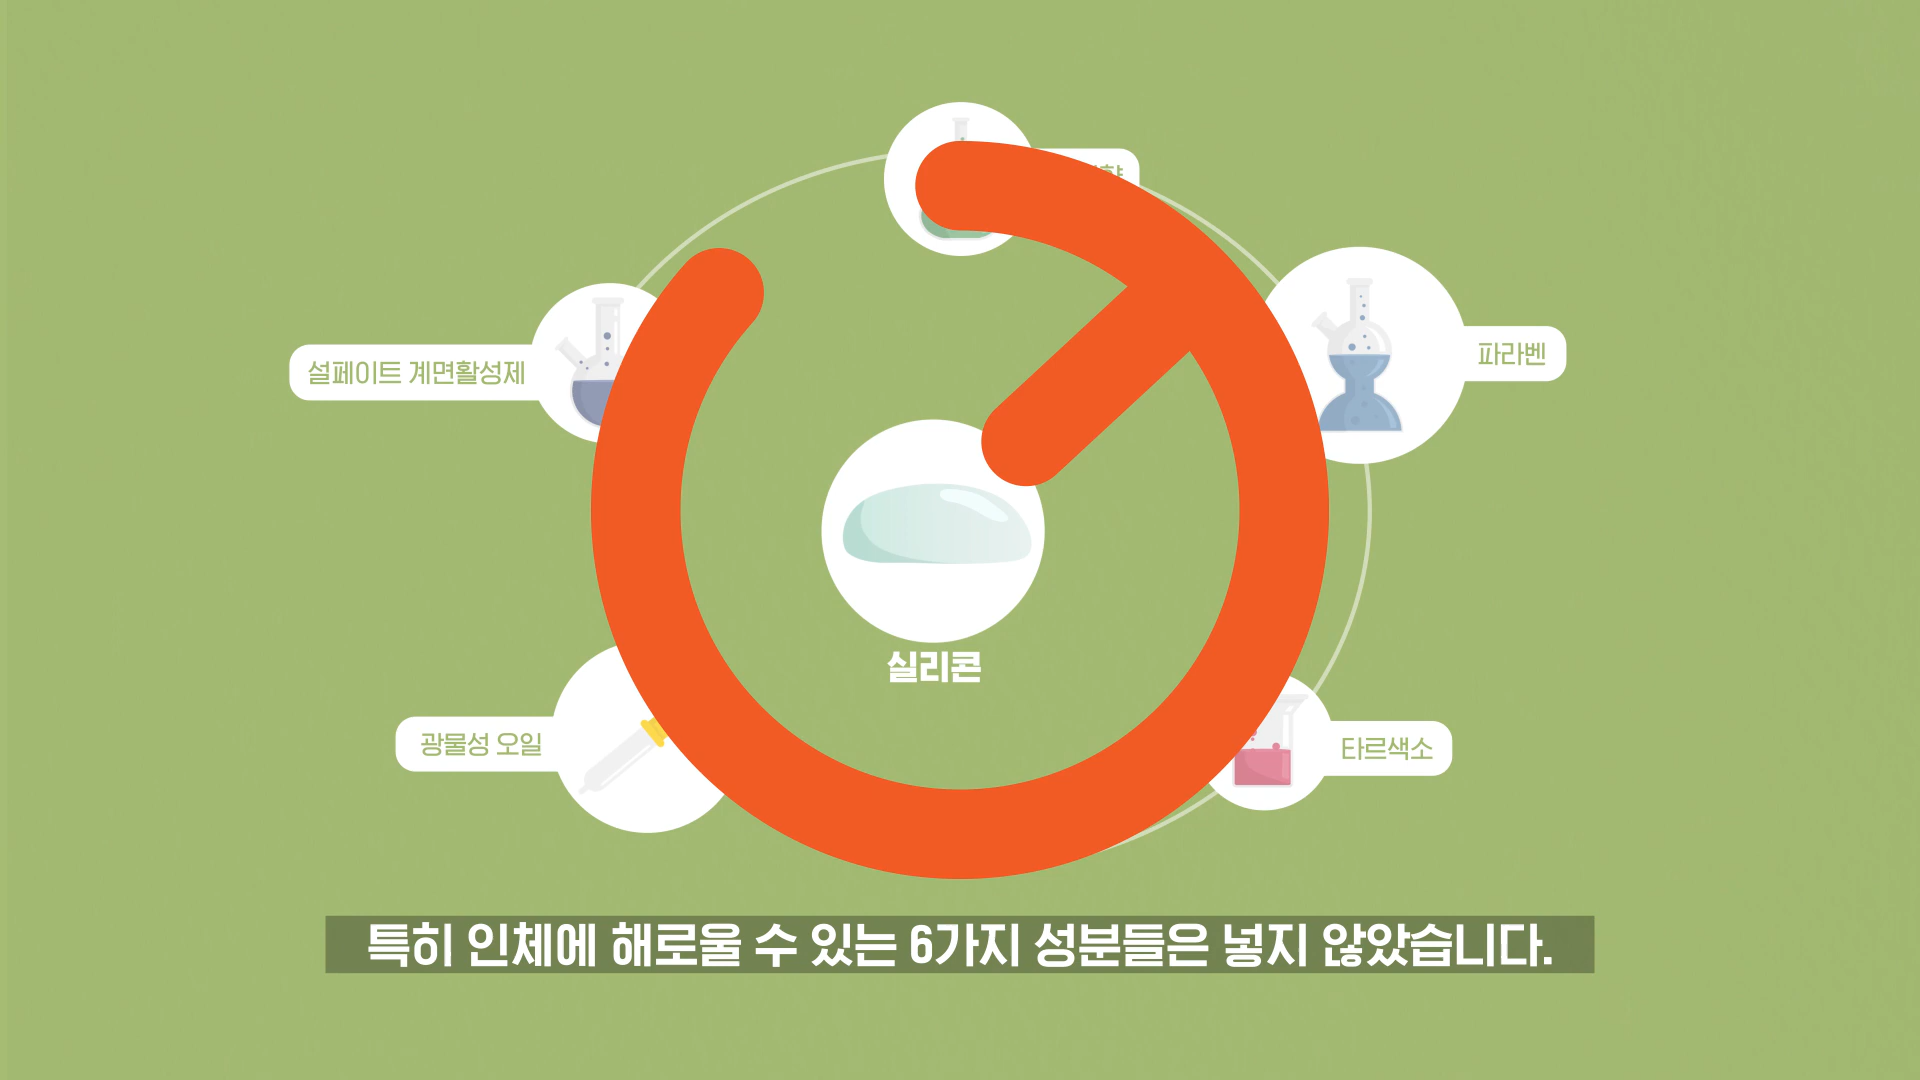 설페이트 계면활성제
파라벤
실리콘
광물성 오일
타르색소
특히 인체에 해로울 수 있는 6가지 성분들은 넣지 않았습니다.